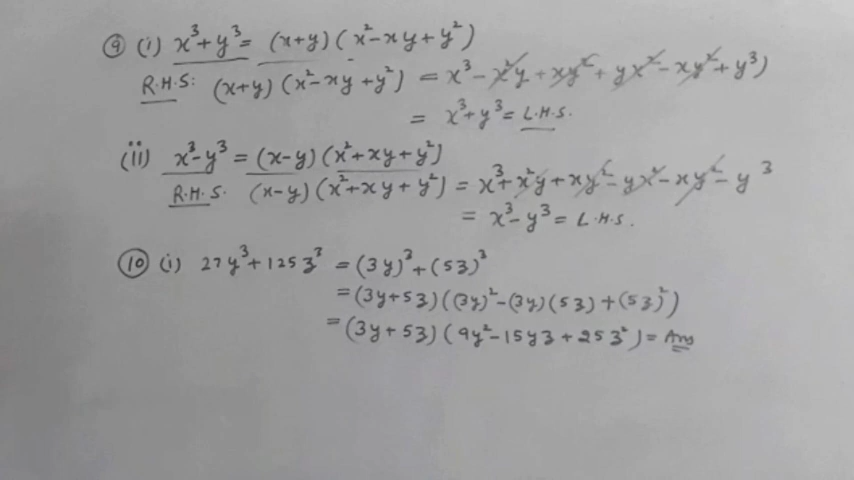 ⑨ (i) x³+y³= (x+y) (x²-xy+y²)
R.H.S: (x+y) (x²-xy+y²) = x³ - x²y + xy² + yx² - xy² + y³)
= x³+y³ = L.H.S.
(ii) x³-y³ = (x-y) (x²+xy+y²)
R.H.S. (x-y) (x²+xy+y²) = x³+x²y+xy²-yx²-xy²-y³
= x³-y³ = L.H.S.
⑩ (i) 27y³+125z³ = (3y)³+(5z)³
=(3y+5z)((3y)²-(3y)(5z)+(5z)²)
=(3y+5z)(9y²-15yz+25z²)= Ans